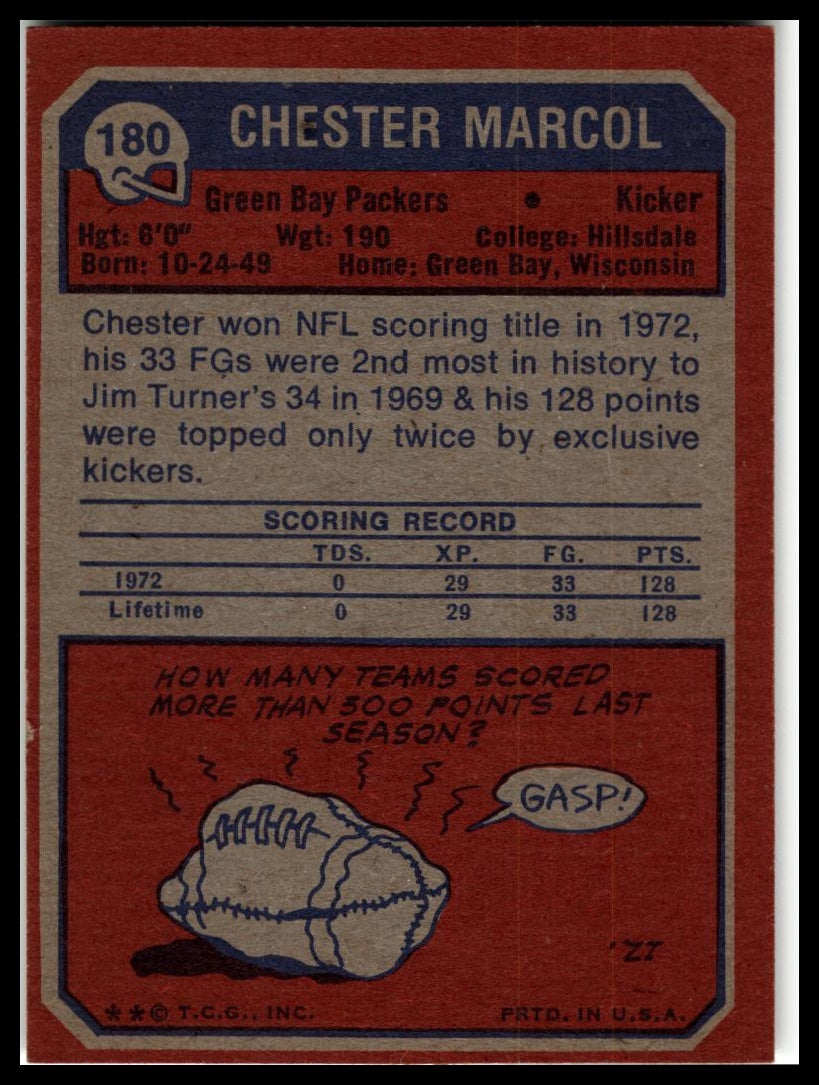 180
CHESTER MARCOL
Green Bay Packers • Kicker
Hgt: 6'0" Wgt: 190 College: Hillsdale
Born: 10-24-49 Home: Green Bay, Wisconsin
Chester won NFL scoring title in 1972,
his 33 FGs were 2nd most in history to
Jim Turner's 34 in 1969 & his 128 points
were topped only twice by exclusive
kickers.
SCORING RECORD
TDS. XP. FG. PTS.
1972 0 29 33 128
Lifetime 0 29 33 128
HOW MANY TEAMS SCORED
MORE THAN 300 POINTS LAST
SEASON?
GASP!
'ZI
**© T.C.G., INC. PRTD. IN U.S.A.